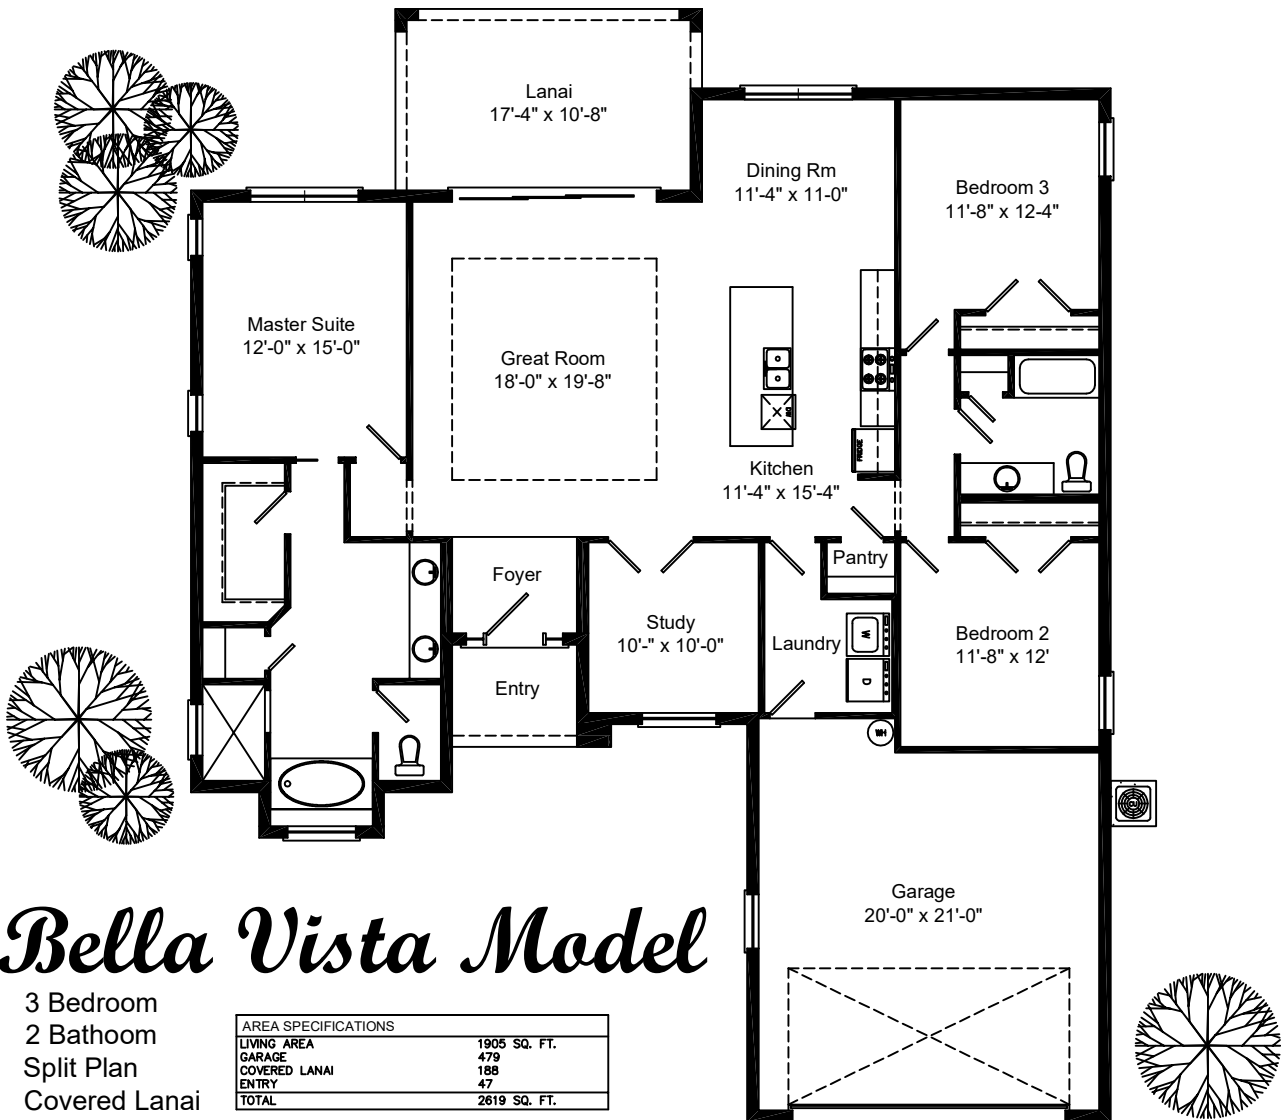 Lanai
17'-4" x 10'-8"
Dining Rm
11'-4" x 11-0"
Bedroom 3
11'-8" x 12-4"
Master Suite
12'-0" x 15'-0"
Great Room
18'-0" x 19'-8"
DW
FRIDGE
Kitchen
11'-4" x 15'-4"
Pantry
Foyer
Study
10'-" x 10'-0"
Laundry
W
D
Bedroom 2
11'-8" x 12'
Entry
WH
Garage
20'-0" x 21'-0"
Bella Vista Model
3 Bedroom
2 Bathoom
Split Plan
Covered Lanai
AREA SPECIFICATIONS
LIVING AREA 1905 SQ. FT.
GARAGE 479
COVERED LANAI 188
ENTRY 47
TOTAL 2619 SQ. FT.